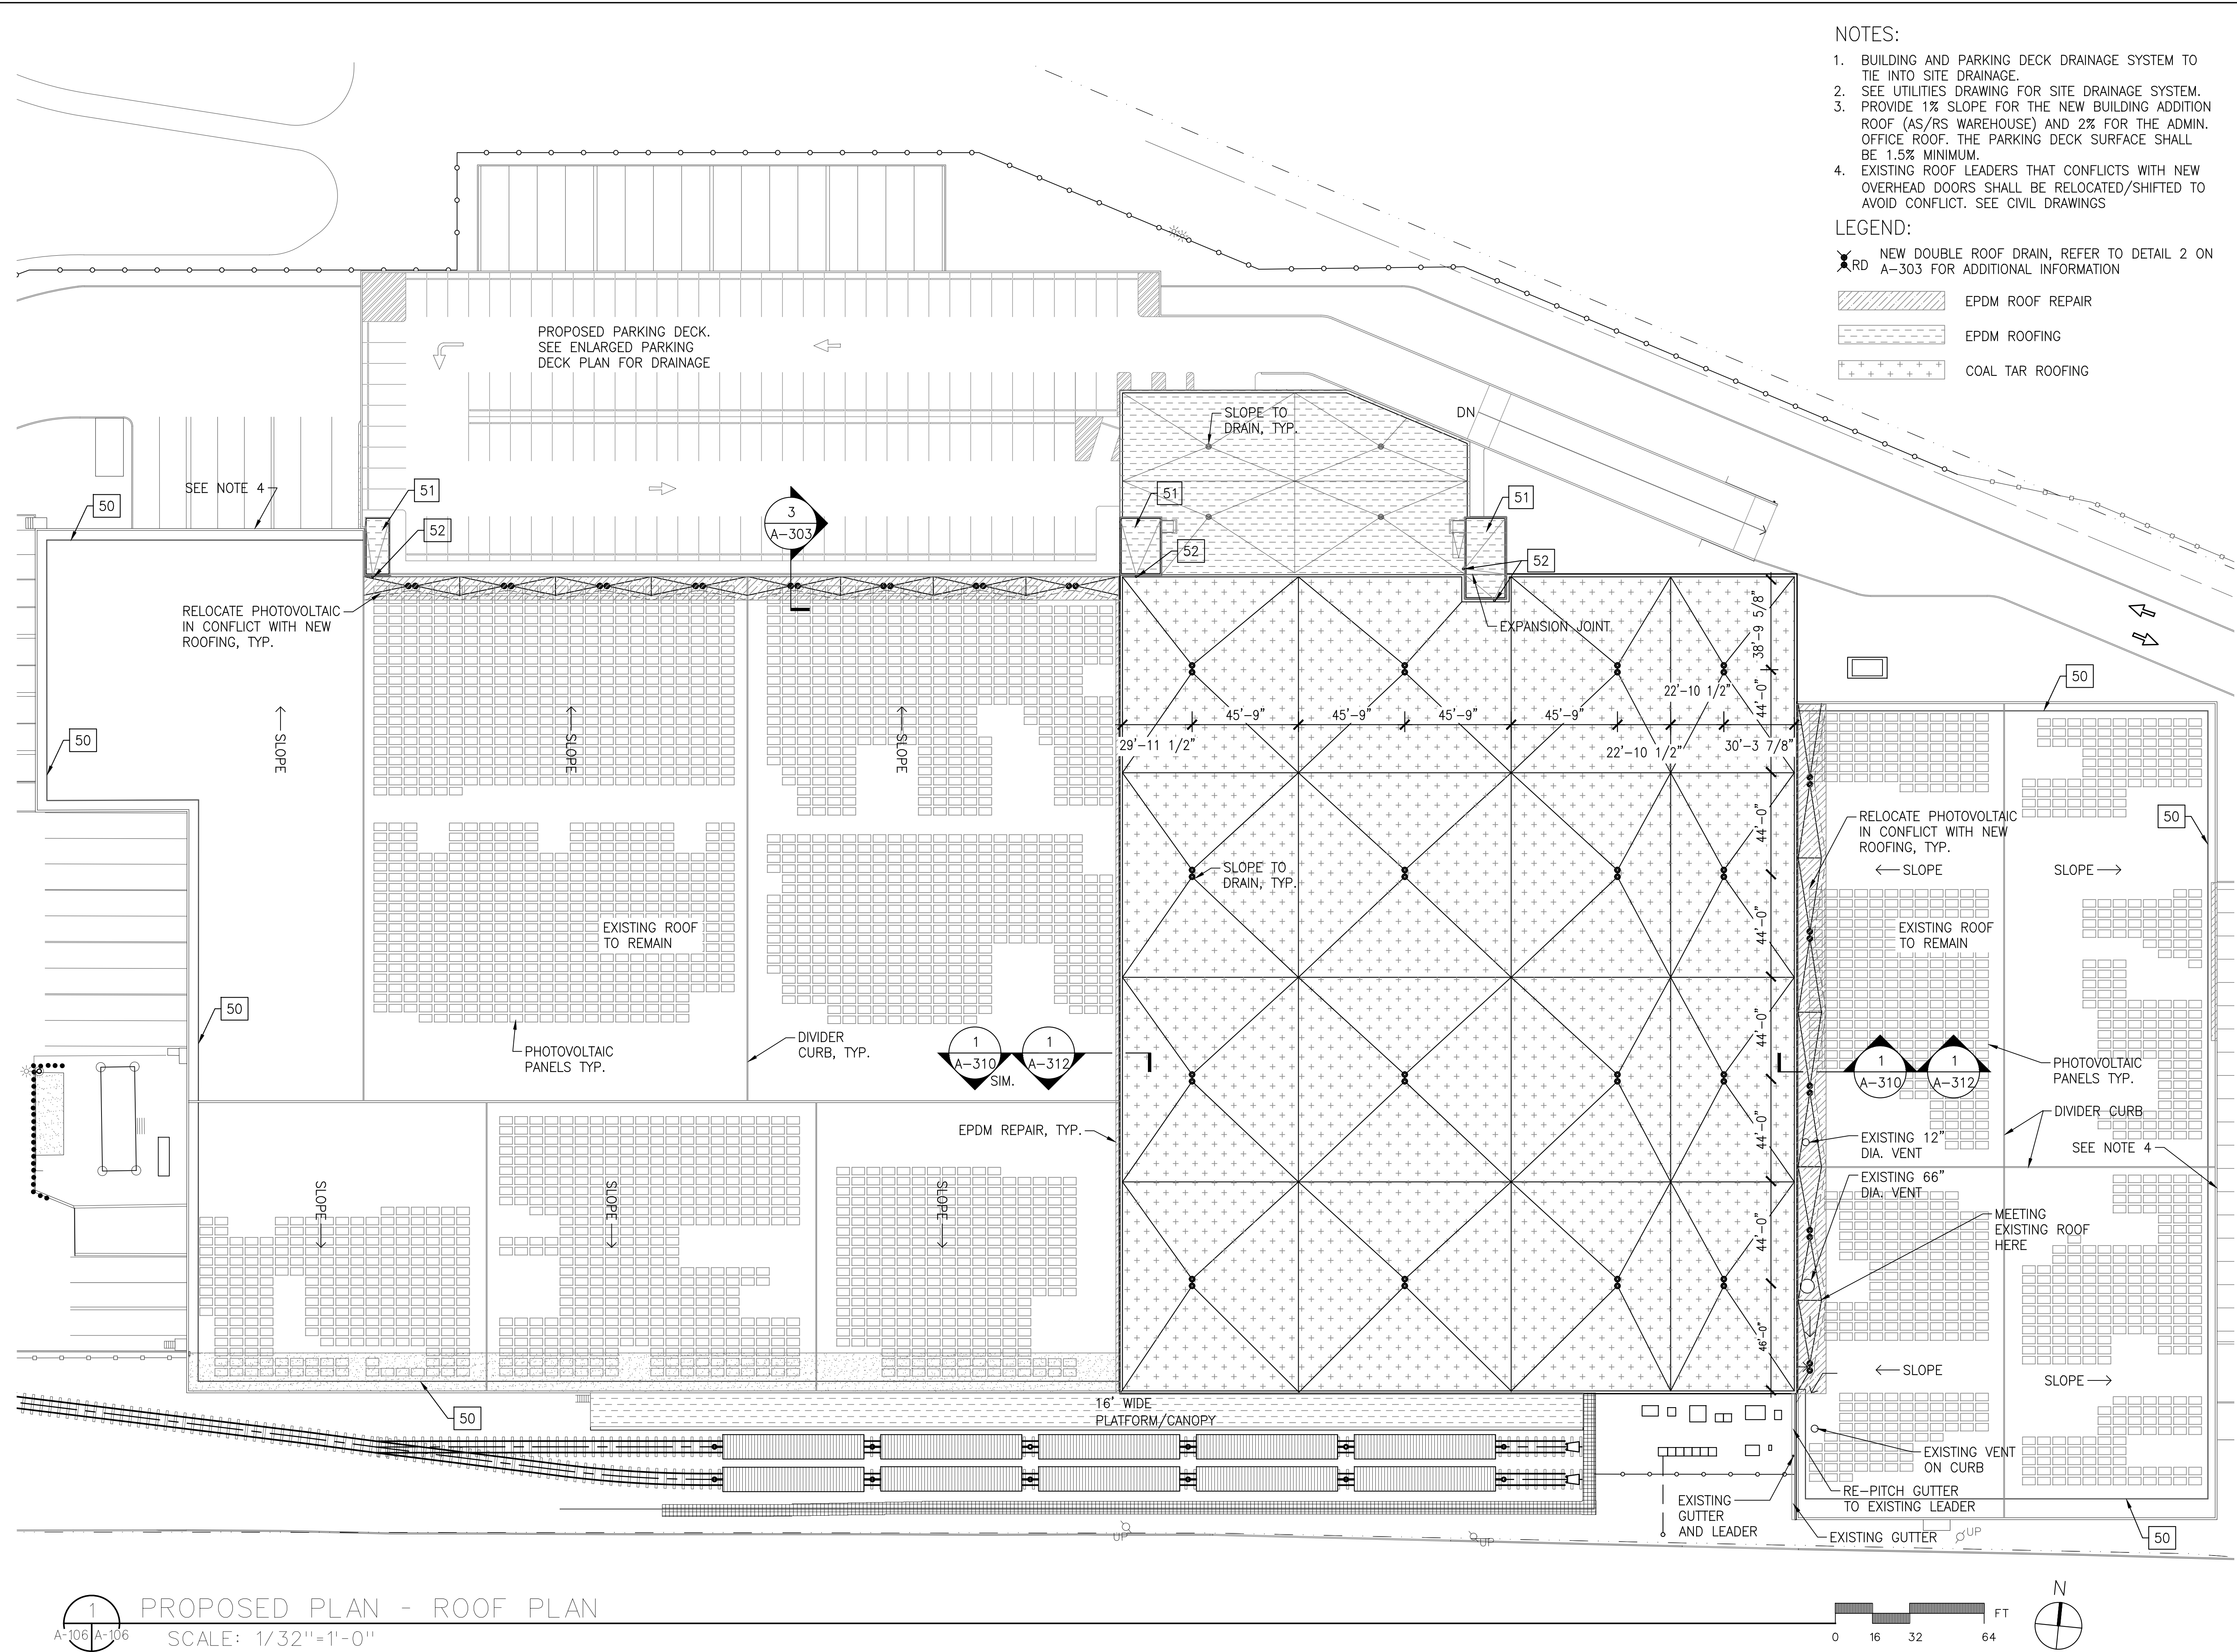 NOTES:
1. BUILDING AND PARKING DECK DRAINAGE SYSTEM TO
TIE INTO SITE DRAINAGE.
2. SEE UTILITIES DRAWING FOR SITE DRAINAGE SYSTEM.
3. PROVIDE 1% SLOPE FOR THE NEW BUILDING ADDITION
ROOF (AS/RS WAREHOUSE) AND 2% FOR THE ADMIN.
OFFICE ROOF. THE PARKING DECK SURFACE SHALL
BE 1.5% MINIMUM.
4. EXISTING ROOF LEADERS THAT CONFLICTS WITH NEW
OVERHEAD DOORS SHALL BE RELOCATED/SHIFTED TO
AVOID CONFLICT. SEE CIVIL DRAWINGS
LEGEND:
RD
NEW DOUBLE ROOF DRAIN, REFER TO DETAIL 2 ON
A-303 FOR ADDITIONAL INFORMATION
EPDM ROOF REPAIR
EPDM ROOFING
COAL TAR ROOFING
PROPOSED PARKING DECK.
SEE ENLARGED PARKING
DECK PLAN FOR DRAINAGE
SLOPE TO
DRAIN, TYP.
DN
SEE NOTE 4
50
51
52
3
A-303
51
52
51
52
RELOCATE PHOTOVOLTAIC
IN CONFLICT WITH NEW
ROOFING, TYP.
EXPANSION JOINT
38'-9 5/8"
44'-0"
22'-10 1/2"
45'-9"
45'-9"
45'-9"
45'-9"
29'-11 1/2"
22'-10 1/2"
30'-3 7/8"
50
50
SLOPE
SLOPE
SLOPE
44'-0"
44'-0"
44'-0"
44'-0"
44'-0"
46'-0"
SLOPE TO
DRAIN, TYP.
RELOCATE PHOTOVOLTAIC
IN CONFLICT WITH NEW
ROOFING, TYP.
50
SLOPE
SLOPE
EXISTING ROOF
TO REMAIN
EXISTING ROOF
TO REMAIN
50
PHOTOVOLTAIC
PANELS TYP.
DIVIDER
CURB, TYP.
1
A-310
SIM.
1
A-312
1
A-310
1
A-312
PHOTOVOLTAIC
PANELS TYP.
DIVIDER CURB
EPDM REPAIR, TYP.
EXISTING 12"
DIA. VENT
SEE NOTE 4
EXISTING 66"
DIA. VENT
MEETING
EXISTING ROOF
HERE
SLOPE
SLOPE
SLOPE
SLOPE
SLOPE
50
16' WIDE
PLATFORM/CANOPY
EXISTING VENT
ON CURB
RE-PITCH GUTTER
TO EXISTING LEADER
EXISTING
GUTTER
AND LEADER
EXISTING GUTTER
UP
UP
UP
50
1
A-106
A-106
PROPOSED PLAN - ROOF PLAN
SCALE: 1/32"=1'-0"
0 16 32 64
FT
N